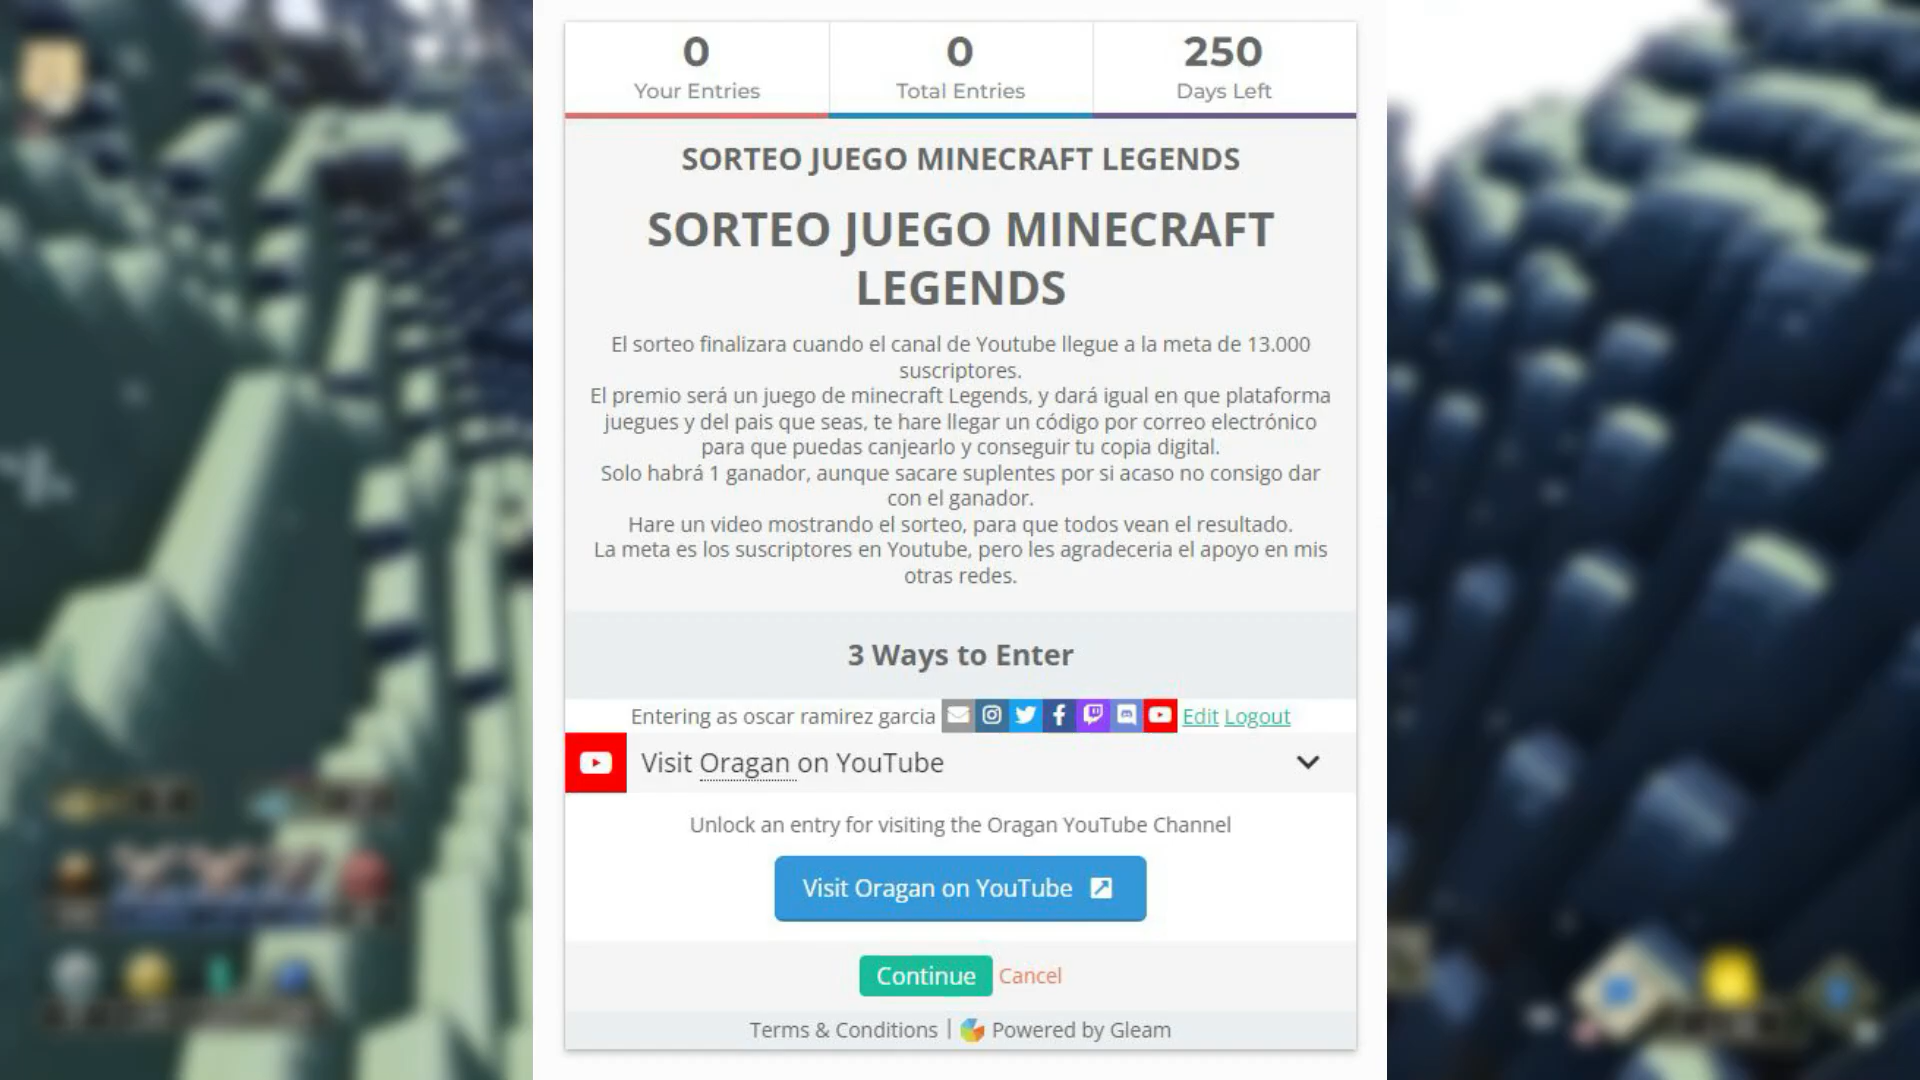 0
Your Entries
0
Total Entries
250
Days Left
SORTEO JUEGO MINECRAFT LEGENDS
SORTEO JUEGO MINECRAFT
LEGENDS
El sorteo finalizara cuando el canal de Youtube llegue a la meta de 13.000
suscriptores.
El premio será un juego de minecraft Legends, y dará igual en que plataforma
juegues y del pais que seas, te hare llegar un código por correo electrónico
para que puedas canjearlo y conseguir tu copia digital.
Solo habrá 1 ganador, aunque sacare suplentes por si acaso no consigo dar
con el ganador.
Hare un video mostrando el sorteo, para que todos vean el resultado.
La meta es los suscriptores en Youtube, pero les agradeceria el apoyo en mis
otras redes.
3 Ways to Enter
Entering as oscar ramirez garcia Edit Logout
Visit Oragan on YouTube
Unlock an entry for visiting the Oragan YouTube Channel
Visit Oragan on YouTube
Continue Cancel
Terms & Conditions | Powered by Gleam